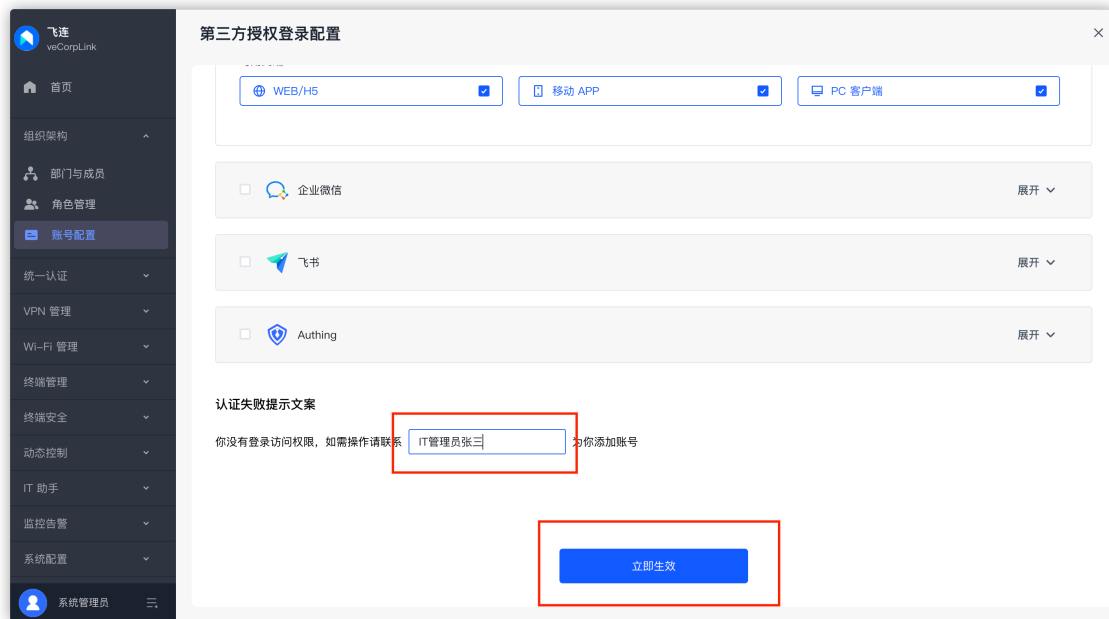 飞连
veCorpLink
首页
组织架构
部门与成员
角色管理
账号配置
统一认证
VPN 管理
Wi-Fi 管理
终端管理
终端安全
动态控制
IT 助手
监控告警
系统配置
系统管理员
第三方授权登录配置
WEB/H5 移动 APP PC 客户端
企业微信 展开
飞书 展开
Authing 展开
认证失败提示文案
你没有登录访问权限，如需操作请联系 IT管理员张三 为你添加账号
立即生效